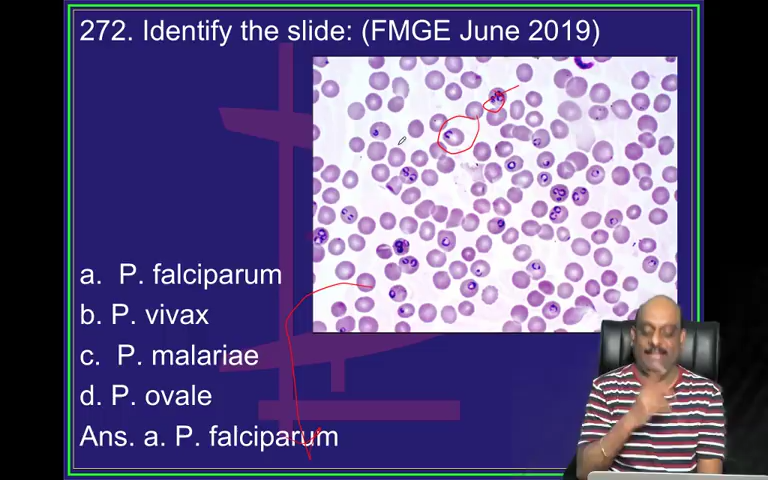 272. Identify the slide: (FMGE June 2019)
a. P. falciparum
b. P. vivax
c. P. malariae
d. P. ovale
Ans. a. P. falciparum